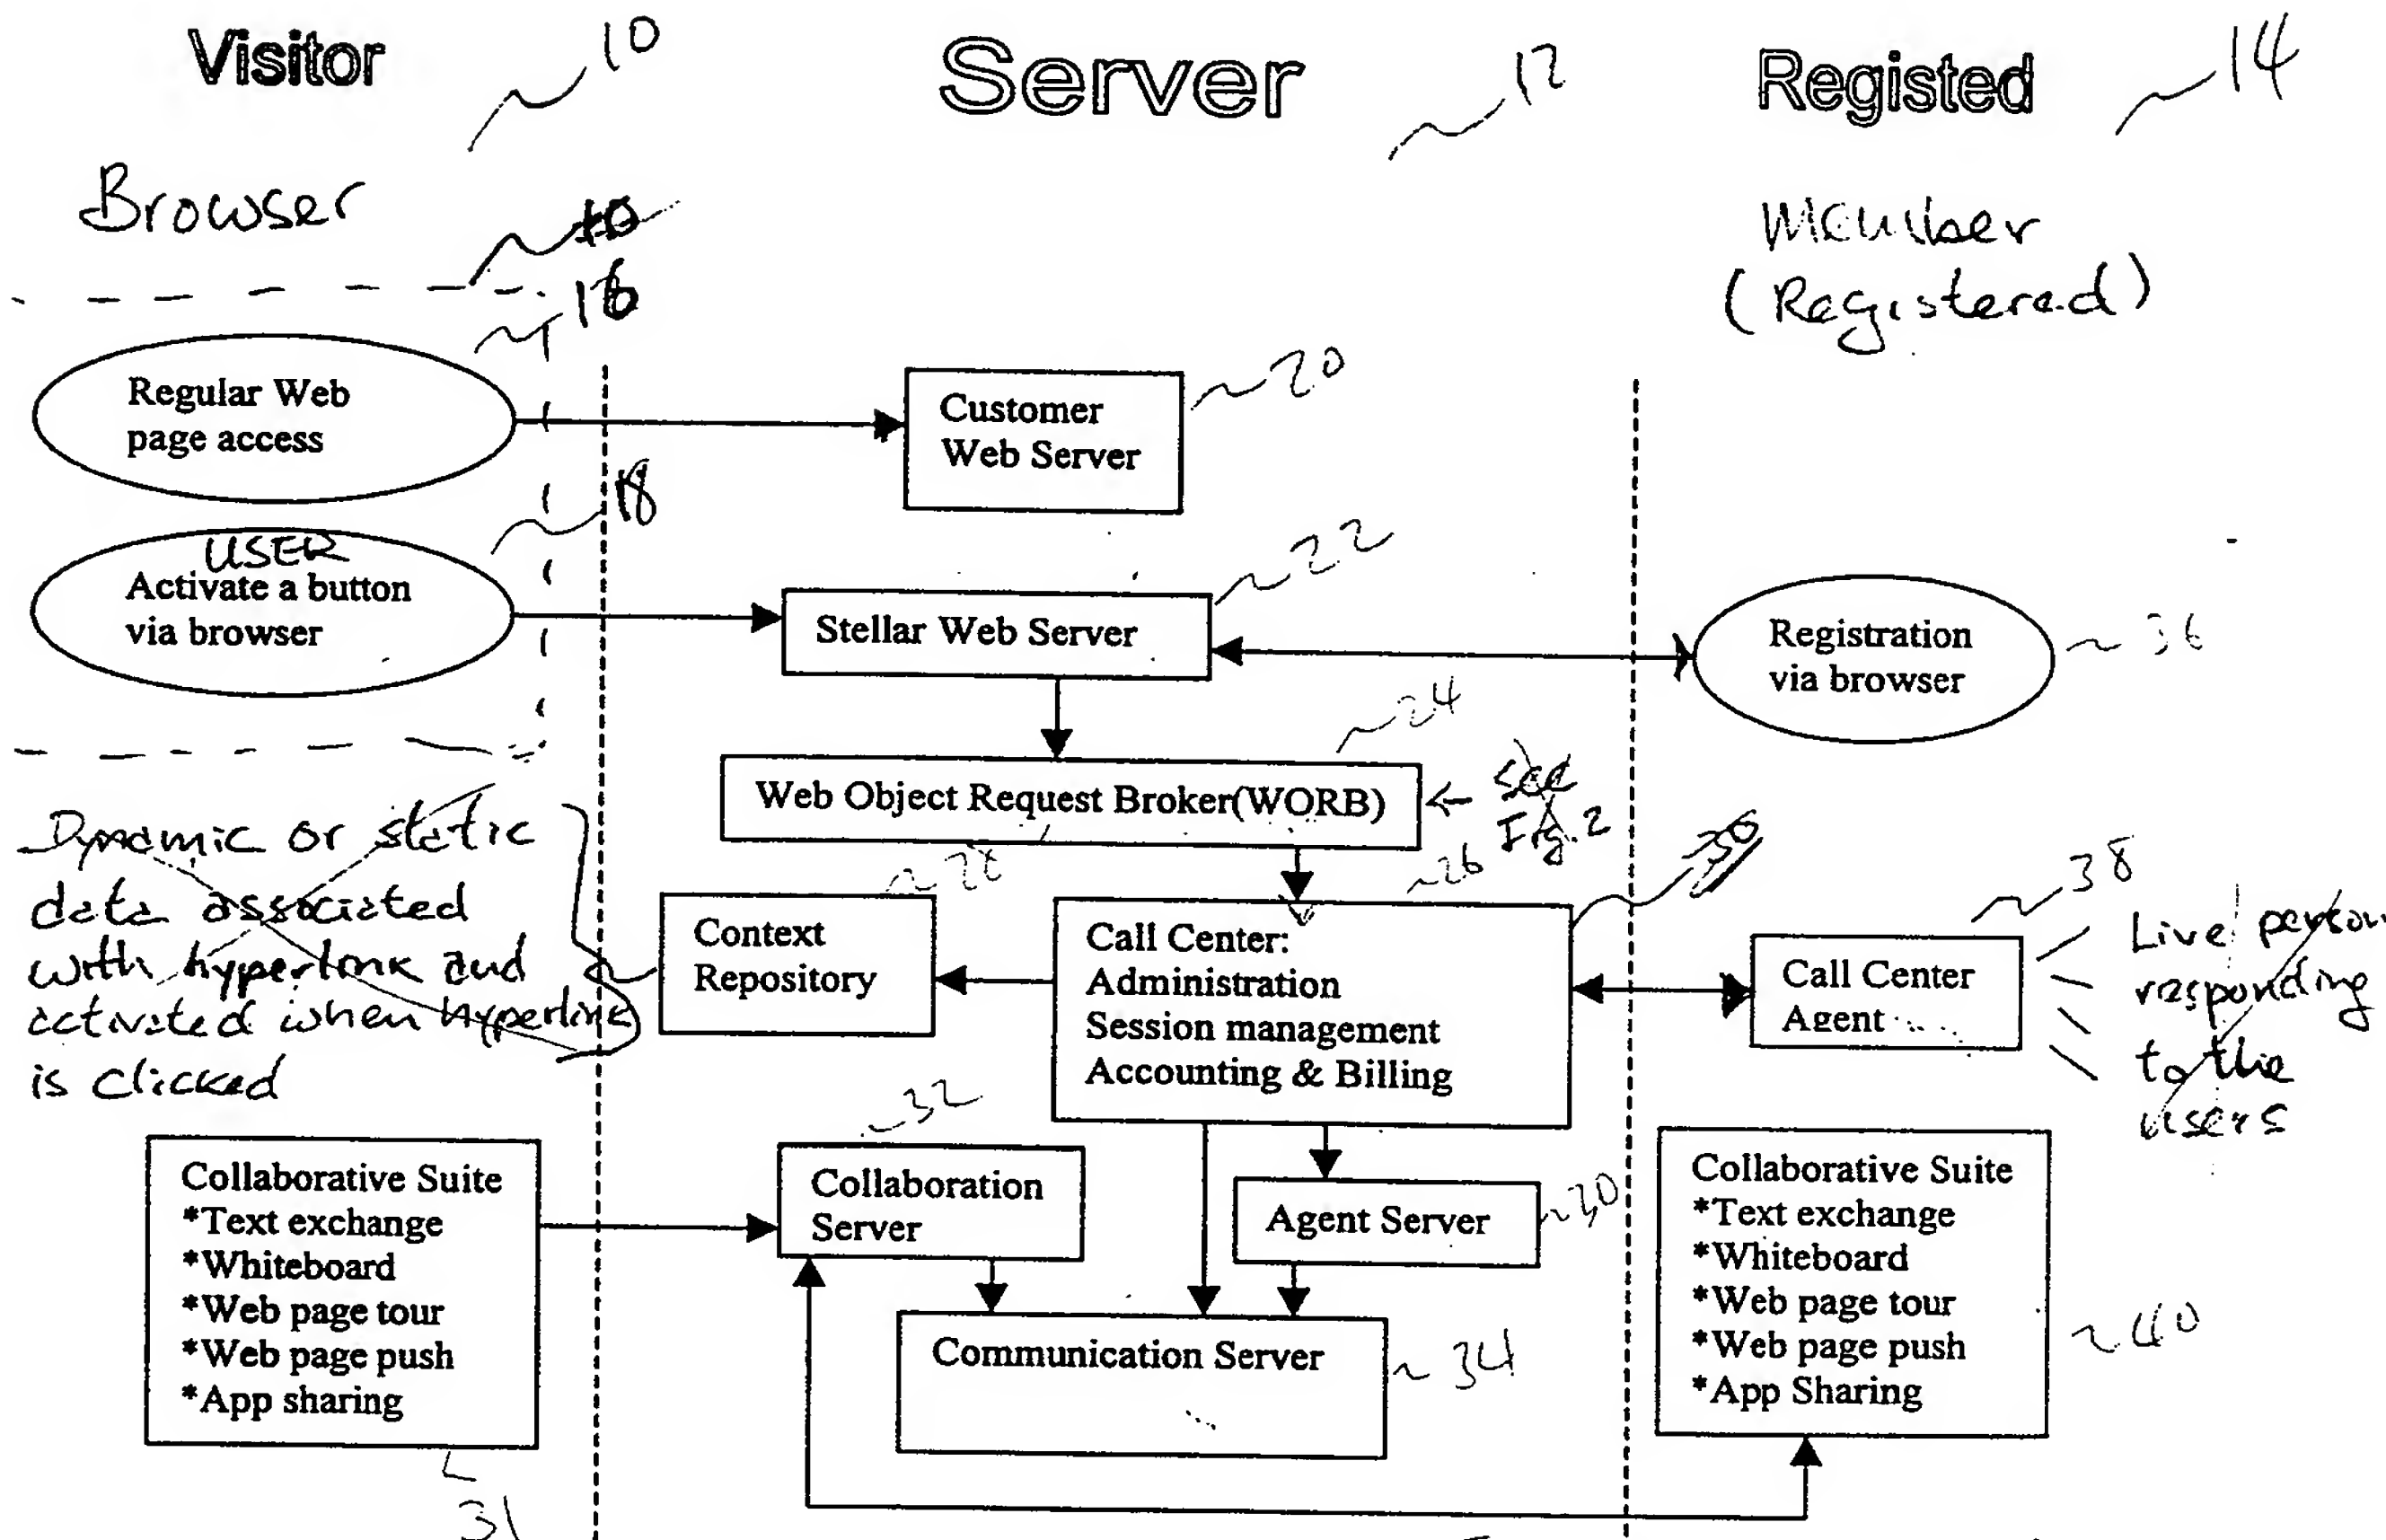 Visitor
10
Server
12
Registed
14
Browser
10
Member
(Registered)
16
Regular Web
page access
Customer
Web Server
20
18
USER
Activate a button
via browser
Stellar Web Server
22
Registration
via browser
36
24
Web Object Request Broker(WORB)
← see
Fig. 2
Dynamic or static
data associated
with hyperlink and
activated when hyperlink
is clicked
Context
Repository
26
30
Call Center:
Administration
Session management
Accounting & Billing
38
Call Center
Agent
Live person
responding
to the
users
32
Collaborative Suite
*Text exchange
*Whiteboard
*Web page tour
*Web page push
*App sharing
31
Collaboration
Server
Agent Server
30
Communication Server
34
Collaborative Suite
*Text exchange
*Whiteboard
*Web page tour
*Web page push
*App Sharing
40